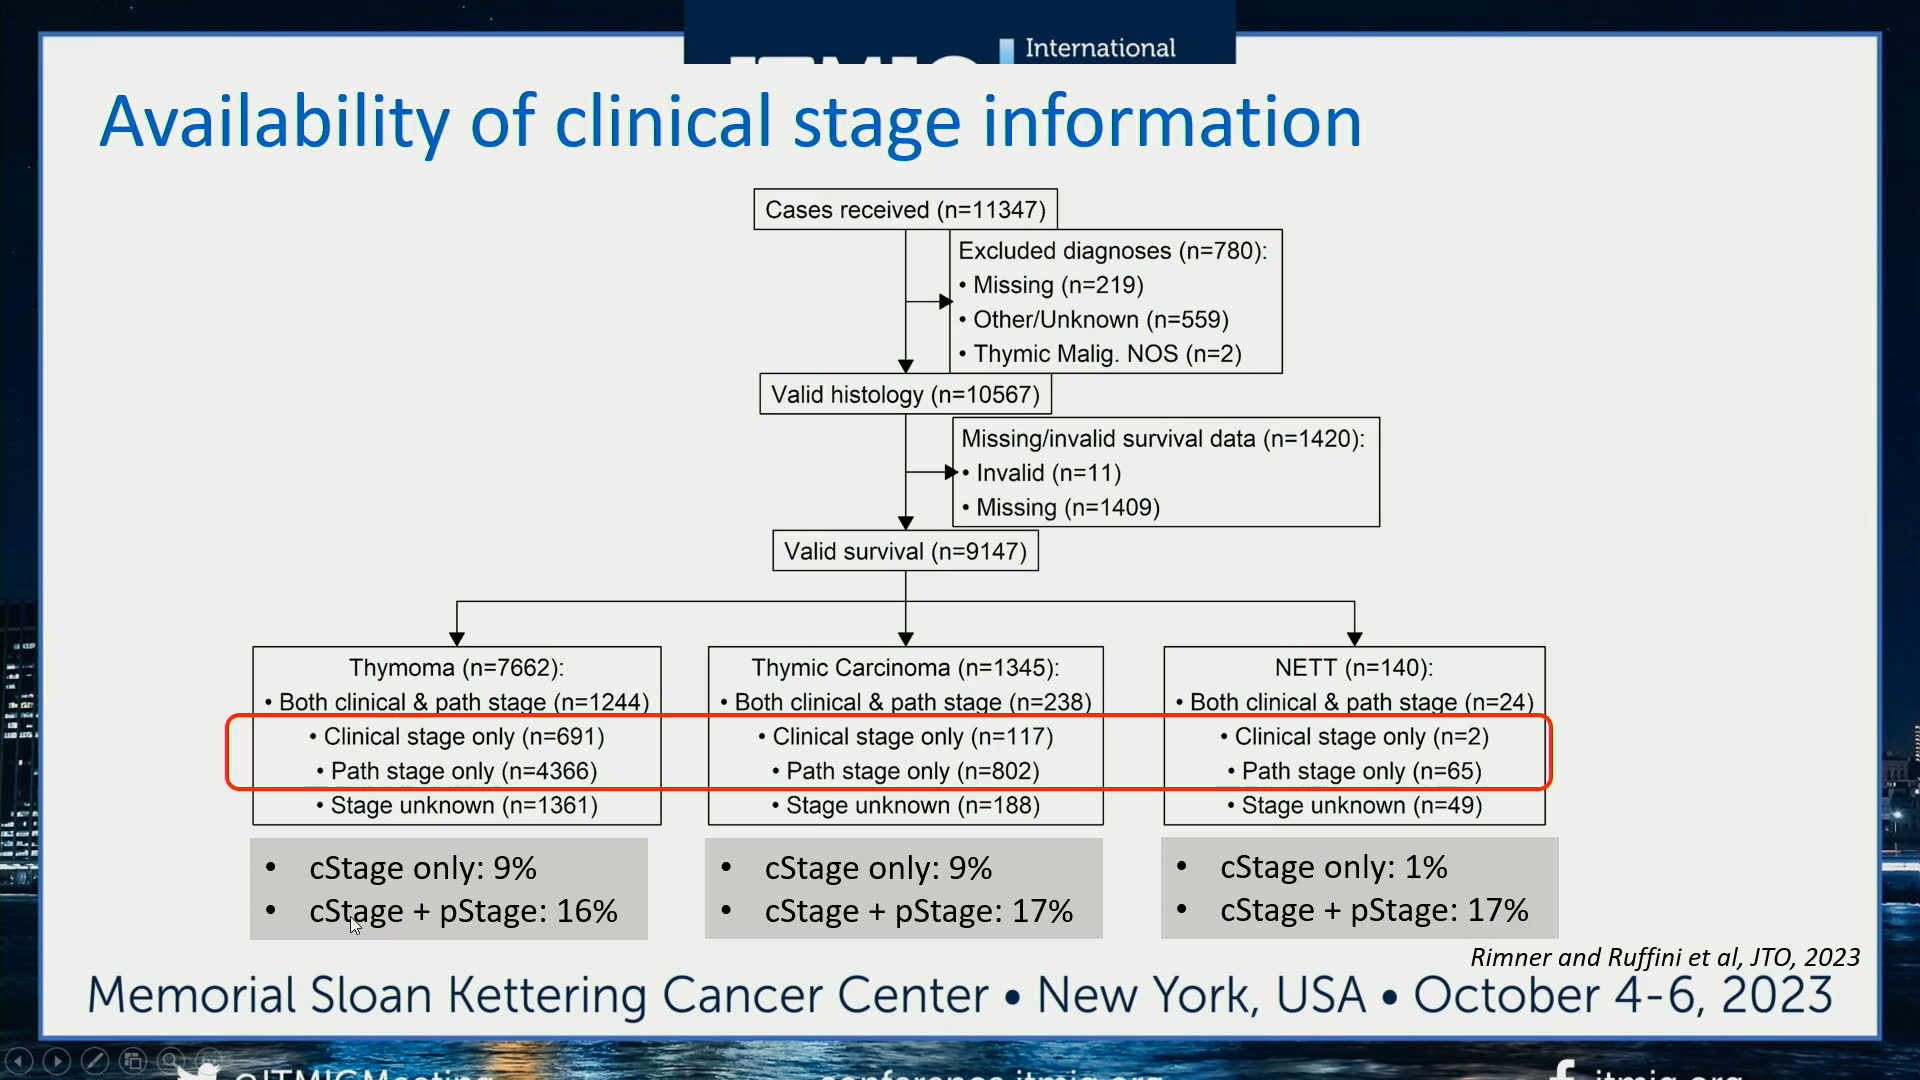 International
Availability of clinical stage information
Cases received (n=11347)
Excluded diagnoses (n=780):
• Missing (n=219)
• Other/Unknown (n=559)
• Thymic Malig. NOS (n=2)
Valid histology (n=10567)
Missing/invalid survival data (n=1420):
• Invalid (n=11)
• Missing (n=1409)
Valid survival (n=9147)
Thymoma (n=7662):
• Both clinical & path stage (n=1244)
• Clinical stage only (n=691)
• Path stage only (n=4366)
• Stage unknown (n=1361)
Thymic Carcinoma (n=1345):
• Both clinical & path stage (n=238)
• Clinical stage only (n=117)
• Path stage only (n=802)
• Stage unknown (n=188)
NETT (n=140):
• Both clinical & path stage (n=24)
• Clinical stage only (n=2)
• Path stage only (n=65)
• Stage unknown (n=49)
• cStage only: 9%
• cStage + pStage: 16%
• cStage only: 9%
• cStage + pStage: 17%
• cStage only: 1%
• cStage + pStage: 17%
Rimner and Ruffini et al, JTO, 2023
Memorial Sloan Kettering Cancer Center • New York, USA • October 4-6, 2023
@ITMIGMeeting
conference.itmig.org
itmig.org